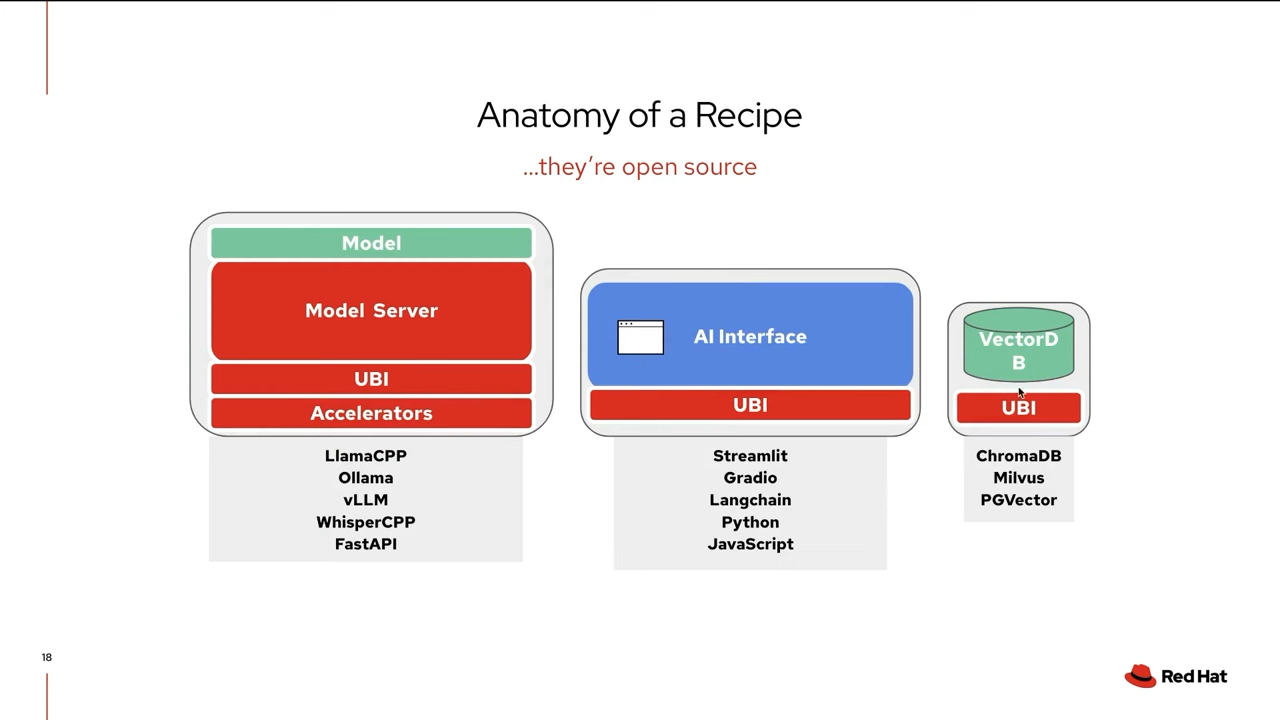 Anatomy of a Recipe
...they're open source
Model
Model Server
UBI
Accelerators
LlamaCPP
Ollama
vLLM
WhisperCPP
FastAPI
AI Interface
UBI
Streamlit
Gradio
Langchain
Python
JavaScript
VectorD
B
UBI
ChromaDB
Milvus
PGVector
18
Red Hat